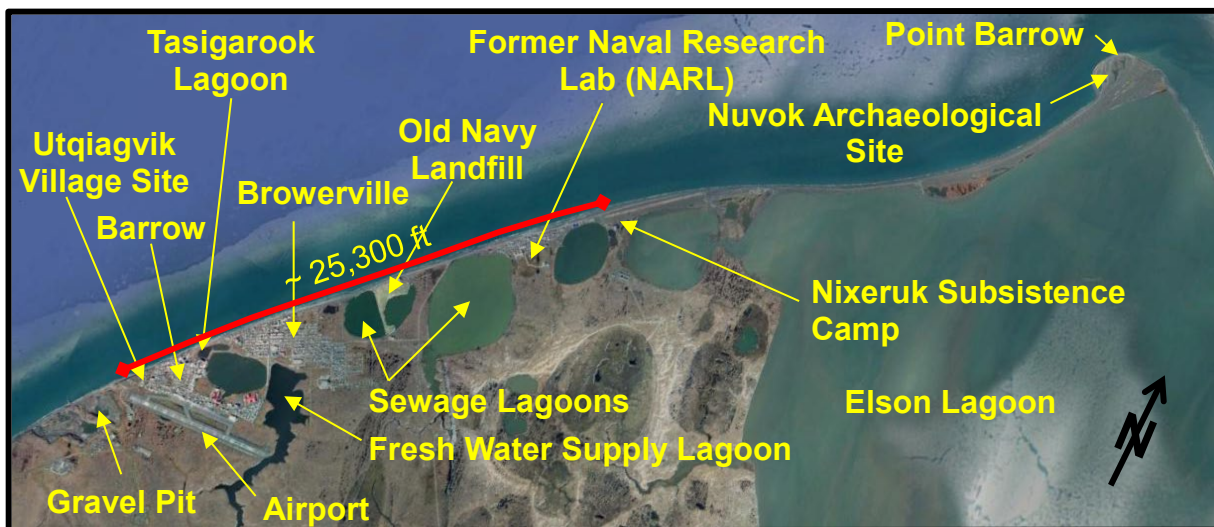 Tasigarook
Lagoon
Former Naval Research
Lab (NARL)
Point Barrow
Nuvok Archaeological
Site
Old Navy
Landfill
Utqiagvik
Village Site
Browerville
Barrow
~ 25,300 ft
Nixeruk Subsistence
Camp
Sewage Lagoons
Elson Lagoon
Fresh Water Supply Lagoon
Gravel Pit
Airport
N